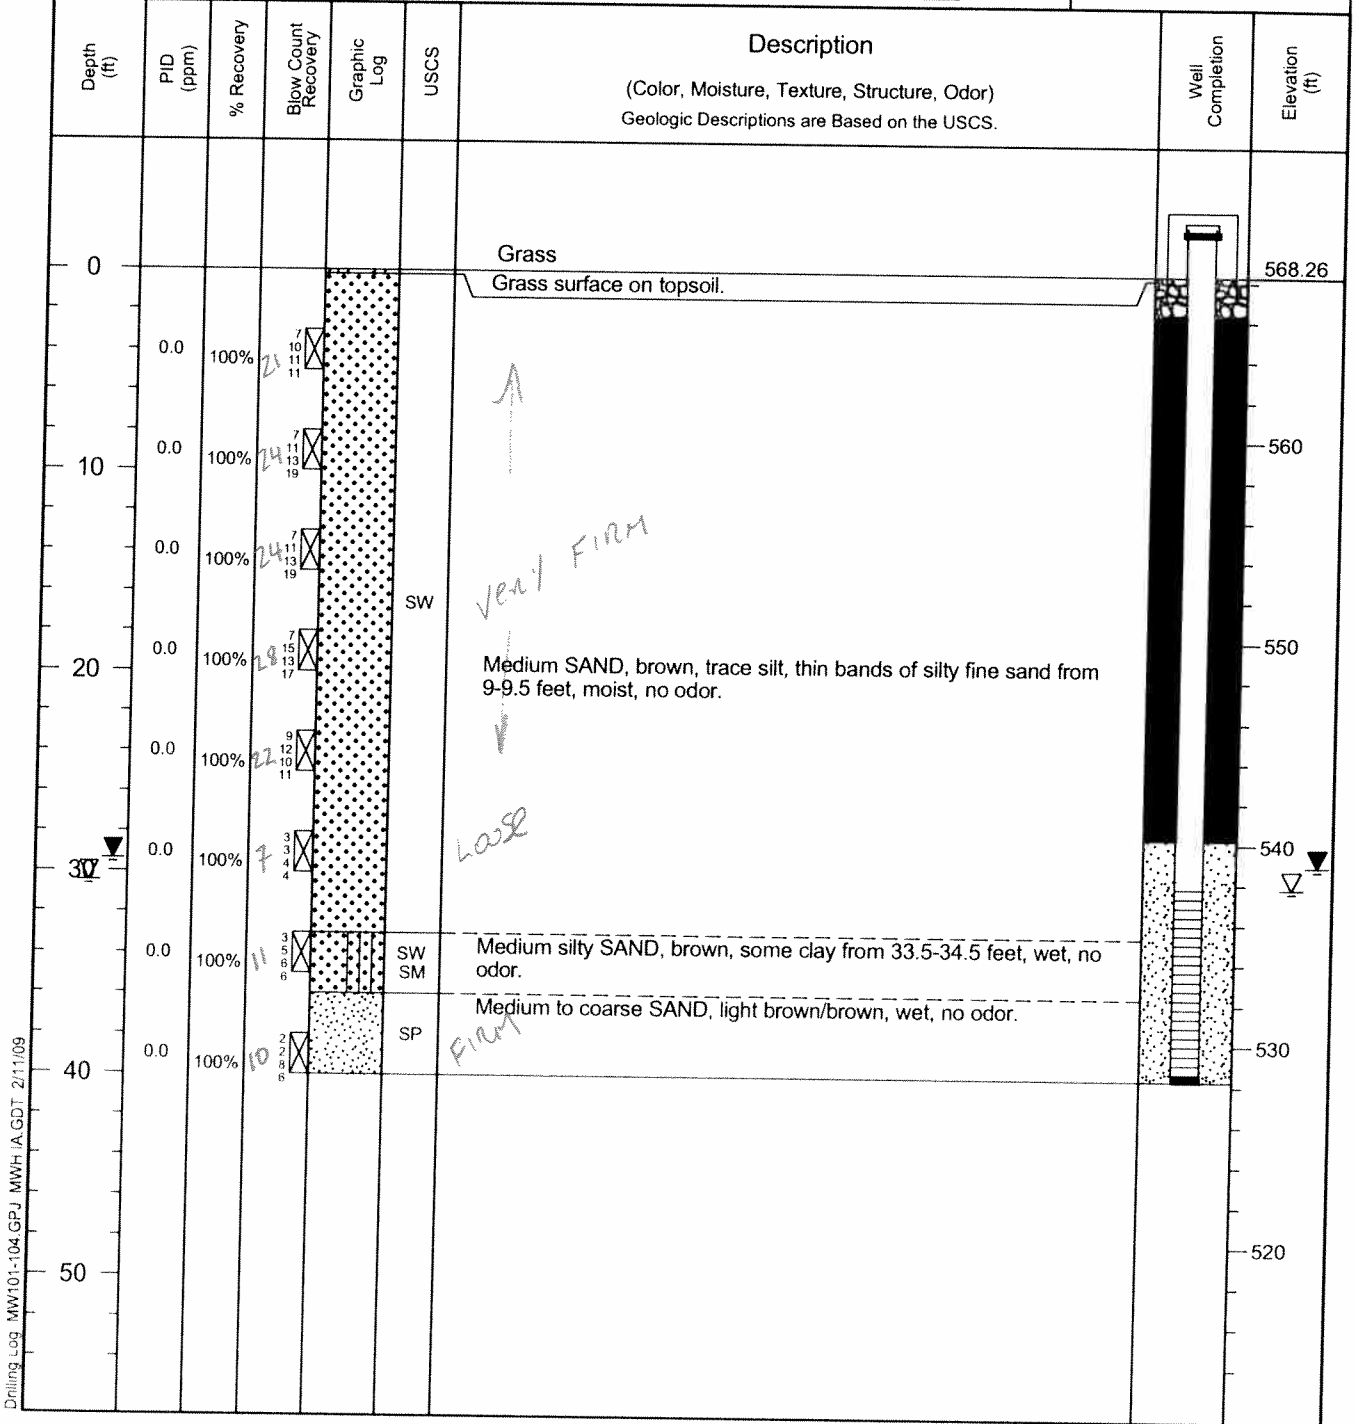 Depth
(ft)
PID
(ppm)
% Recovery
Blow Count
Recovery
Graphic
Log
USCS
Description
(Color, Moisture, Texture, Structure, Odor)
Geologic Descriptions are Based on the USCS.
Well
Completion
Elevation
(ft)
Grass
0
568.26
Grass surface on topsoil.
0.0 100% 21 7 10 11 11
0.0 100% 24 7 11 13 19
10
560
0.0 100% 24 7 11 13 19
Very FIRM
SW
0.0 100% 28 7 15 13 17
20
550
Medium SAND, brown, trace silt, thin bands of silty fine sand from
9-9.5 feet, moist, no odor.
0.0 100% 22 9 12 10 11
Loose
0.0 100% 7 3 3 4 4
30
540
0.0 100% 11 3 5 6 6
SW
SM
Medium silty SAND, brown, some clay from 33.5-34.5 feet, wet, no
odor.
Medium to coarse SAND, light brown/brown, wet, no odor.
SP
FIRM
0.0 100% 10 2 2 8 6
40
530
50
520
Drilling Log MW101-104.GPJ MWH IA.GDT 2/11/09